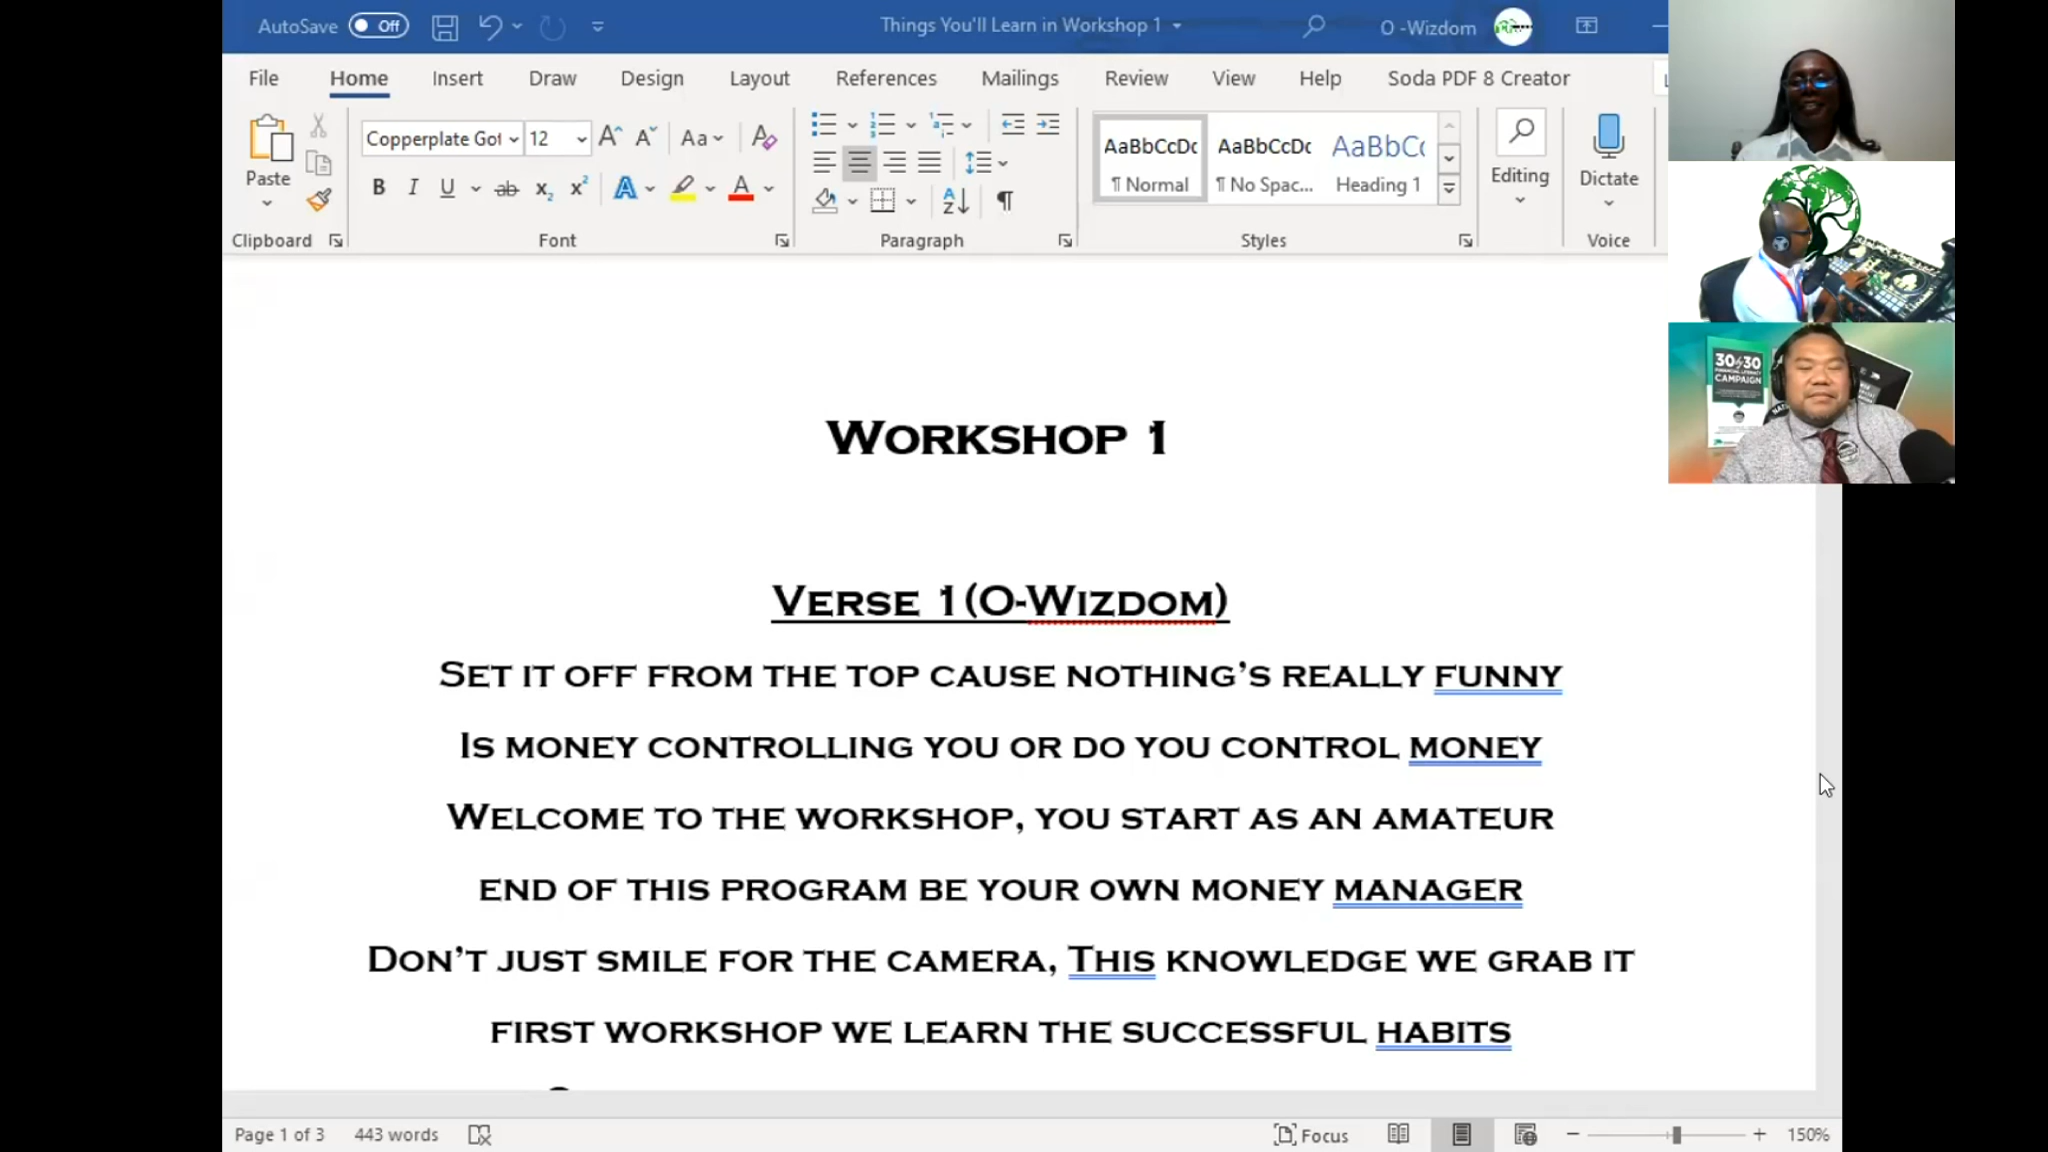 AutoSave Off Things You'll Learn in Workshop 1 O -Wizdom
File Home Insert Draw Design Layout References Mailings Review View Help Soda PDF 8 Creator
Paste
Copperplate Got 12
AaBbCcDc AaBbCcDc AaBbCc
¶ Normal ¶ No Spac... Heading 1
Editing
Dictate
Clipboard Font Paragraph Styles Voice
30by30
FINANCIAL LITERACY
CAMPAIGN
Workshop 1
Verse 1(O-Wizdom)
Set it off from the top cause nothing's really funny
Is money controlling you or do you control money
Welcome to the workshop, you start as an amateur
end of this program be your own money manager
Don't just smile for the camera, This knowledge we grab it
first workshop we learn the successful habits
Page 1 of 3 443 words Focus 150%